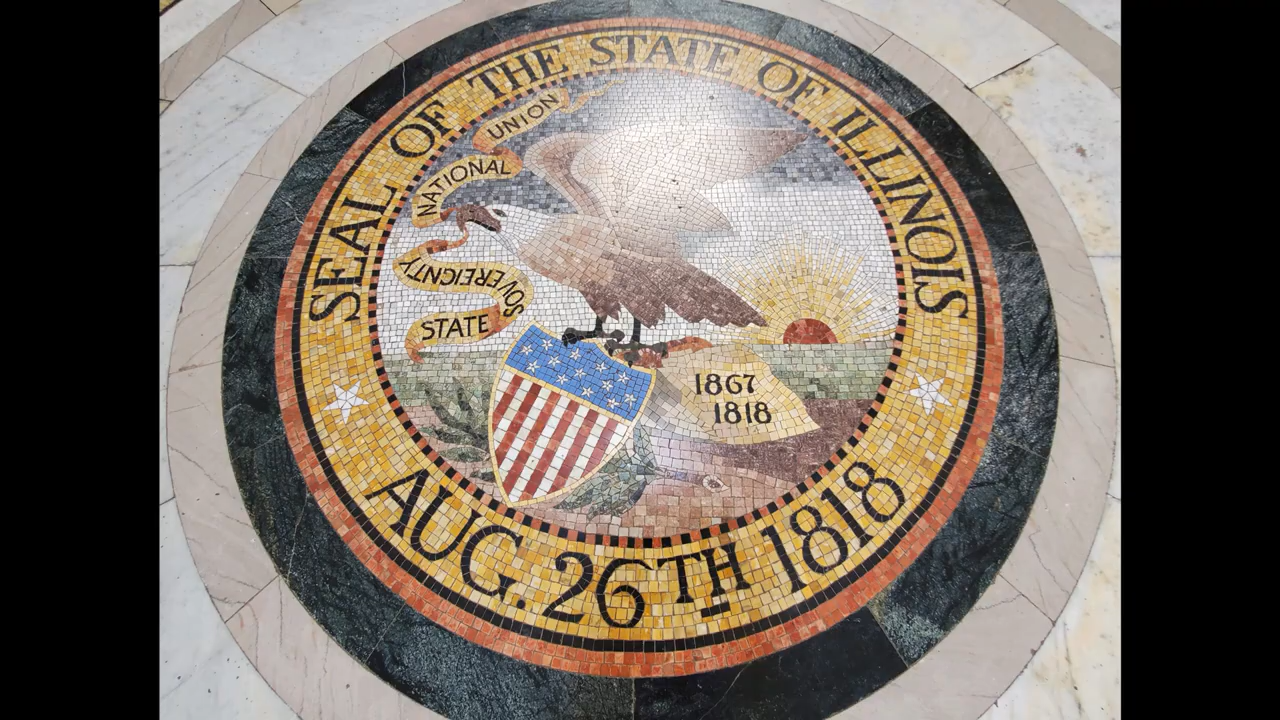 SEAL OF THE STATE OF ILLINOIS
UNION
NATIONAL
SOVEREIGNTY
STATE
1867
1818
AUG. 26TH 1818